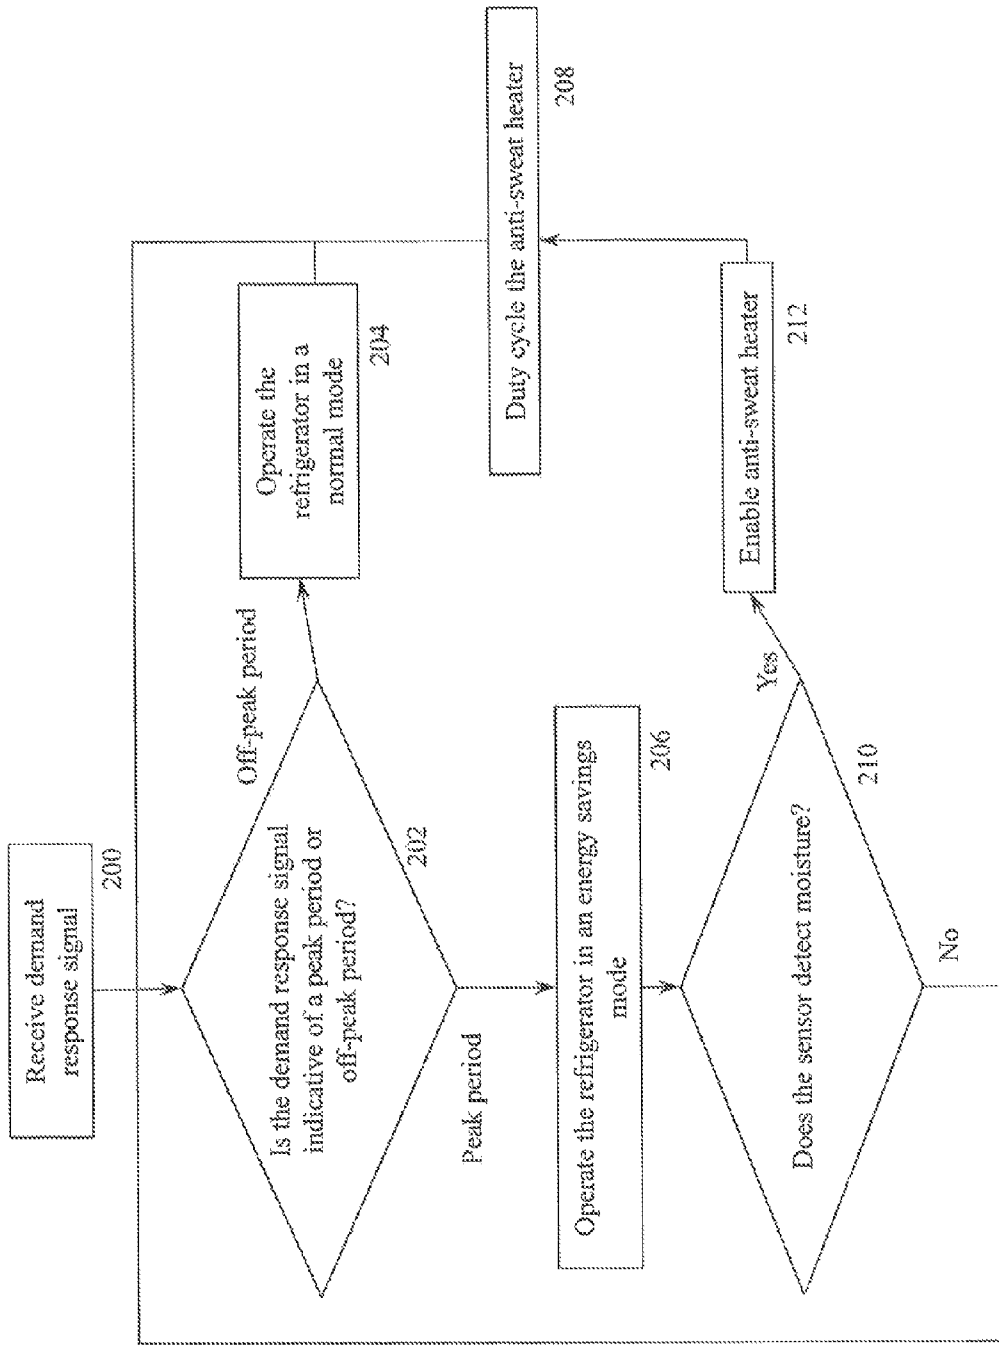 Receive demand
response signal
200
Is the demand response signal
indicative of a peak period or
off-peak period?
202
Off-peak period
Operate the
refrigerator in a
normal mode
204
Peak period
Operate the refrigerator in an energy savings
mode
206
Duty cycle the anti-sweat heater
208
Does the sensor detect moisture?
210
Yes
Enable anti-sweat heater
212
No